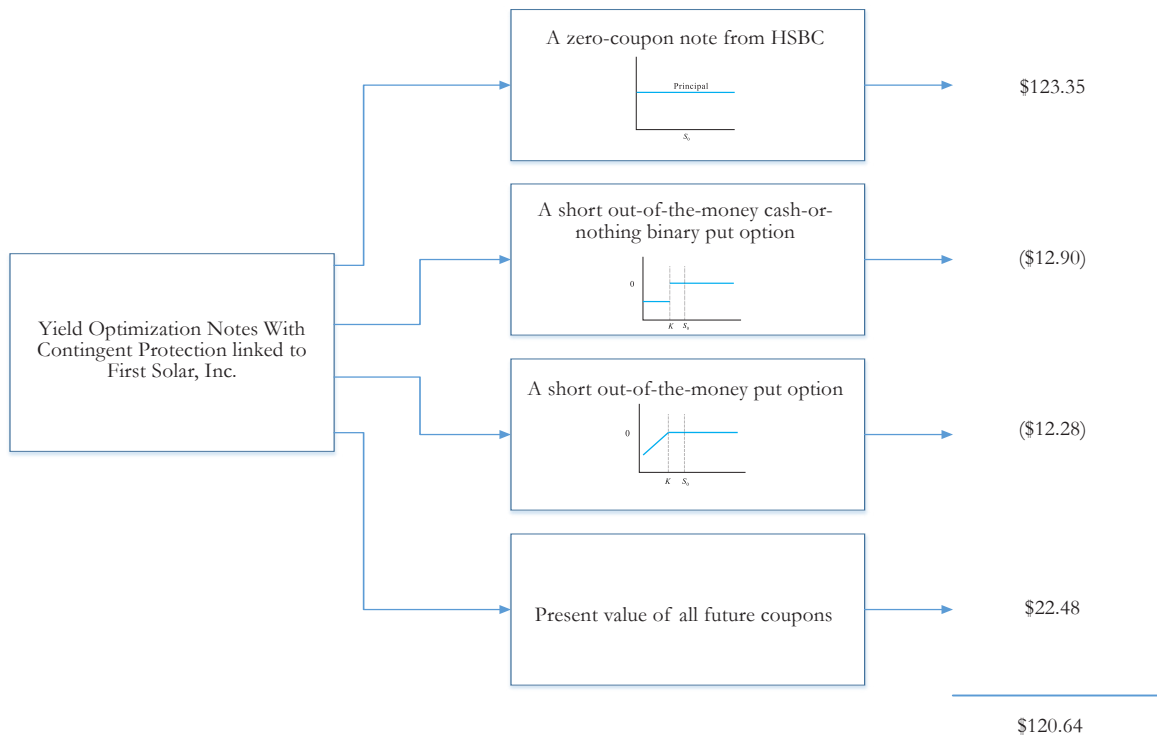 A zero-coupon note from HSBC
Principal
S0
$123.35
A short out-of-the-money cash-or-
nothing binary put option
0
K S0
($12.90)
Yield Optimization Notes With
Contingent Protection linked to
First Solar, Inc.
A short out-of-the-money put option
0
K S0
($12.28)
Present value of all future coupons
$22.48
$120.64